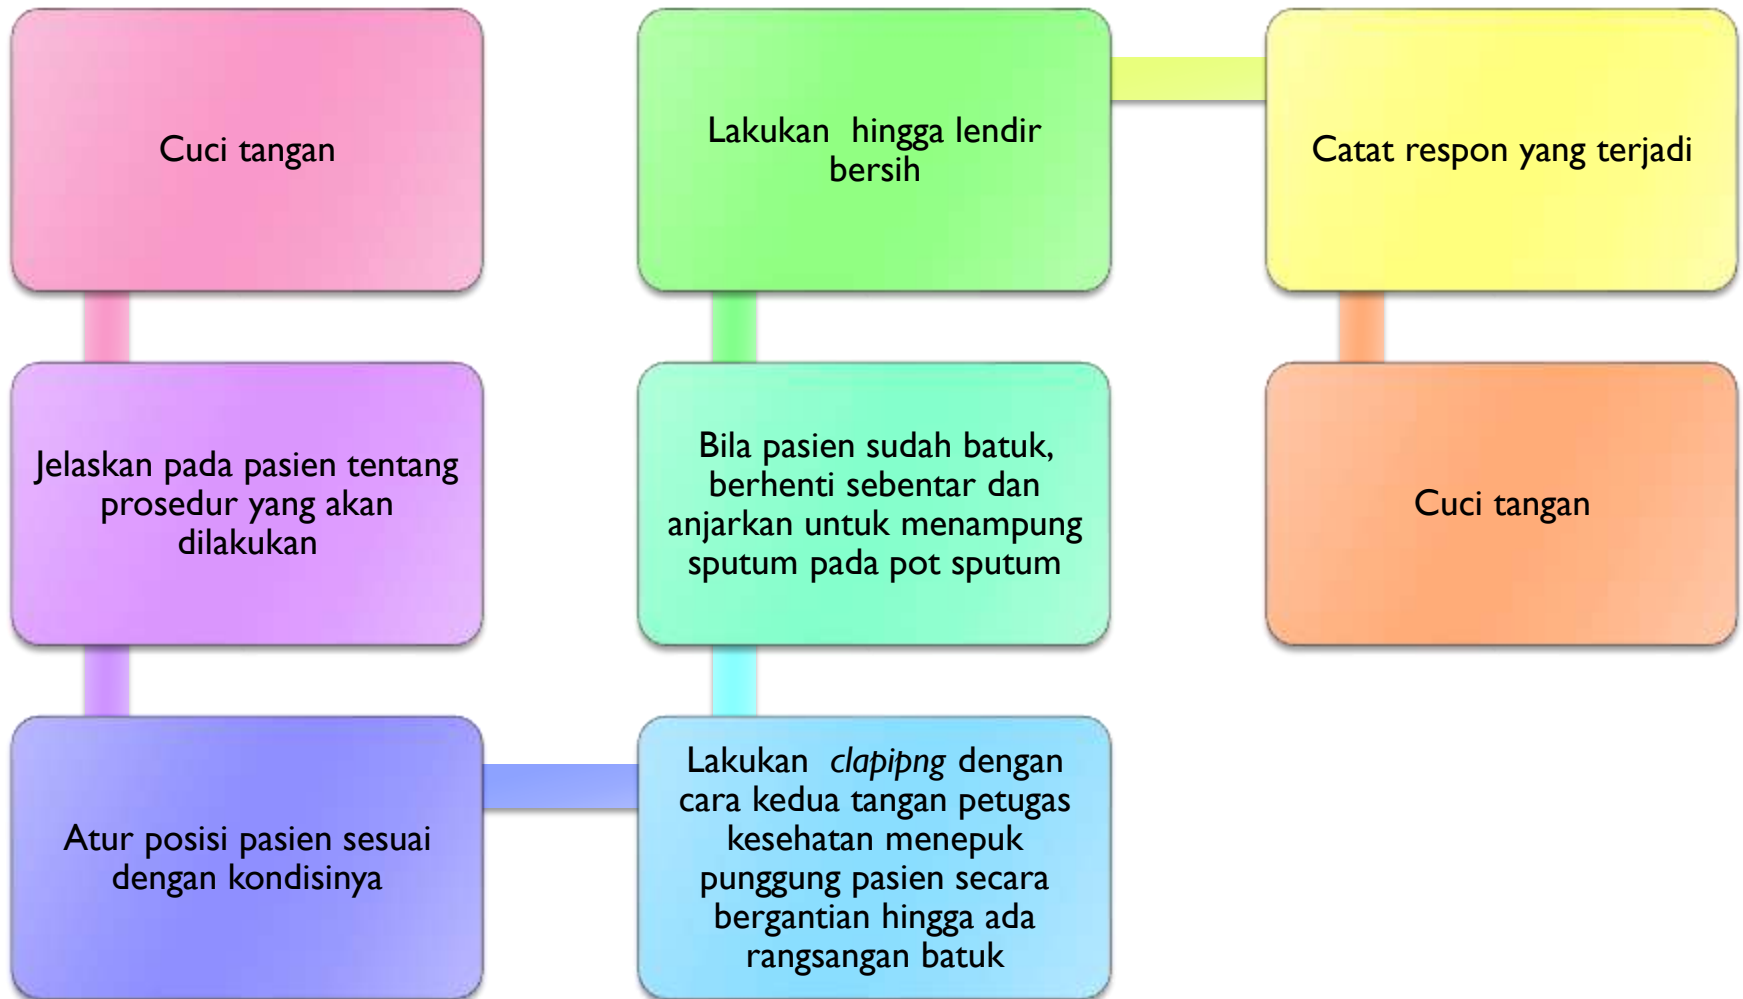 Cuci tangan
Jelaskan pada pasien tentang
prosedur yang akan
dilakukan
Atur posisi pasien sesuai
dengan kondisinya
Lakukan clapipng dengan
cara kedua tangan petugas
kesehatan menepuk
punggung pasien secara
bergantian hingga ada
rangsangan batuk
Bila pasien sudah batuk,
berhenti sebentar dan
anjarkan untuk menampung
sputum pada pot sputum
Lakukan hingga lendir
bersih
Catat respon yang terjadi
Cuci tangan